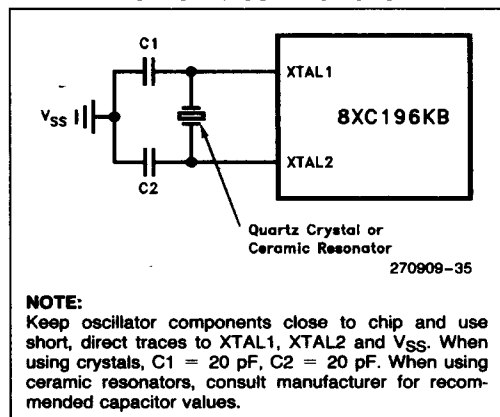 C1
XTAL1
8XC196KB
VSS
XTAL2
C2
Quartz Crystal or
Ceramic Resonator
270909-35
NOTE:
Keep oscillator components close to chip and use
short, direct traces to XTAL1, XTAL2 and VSS. When
using crystals, C1 = 20 pF, C2 = 20 pF. When using
ceramic resonators, consult manufacturer for recom-
mended capacitor values.